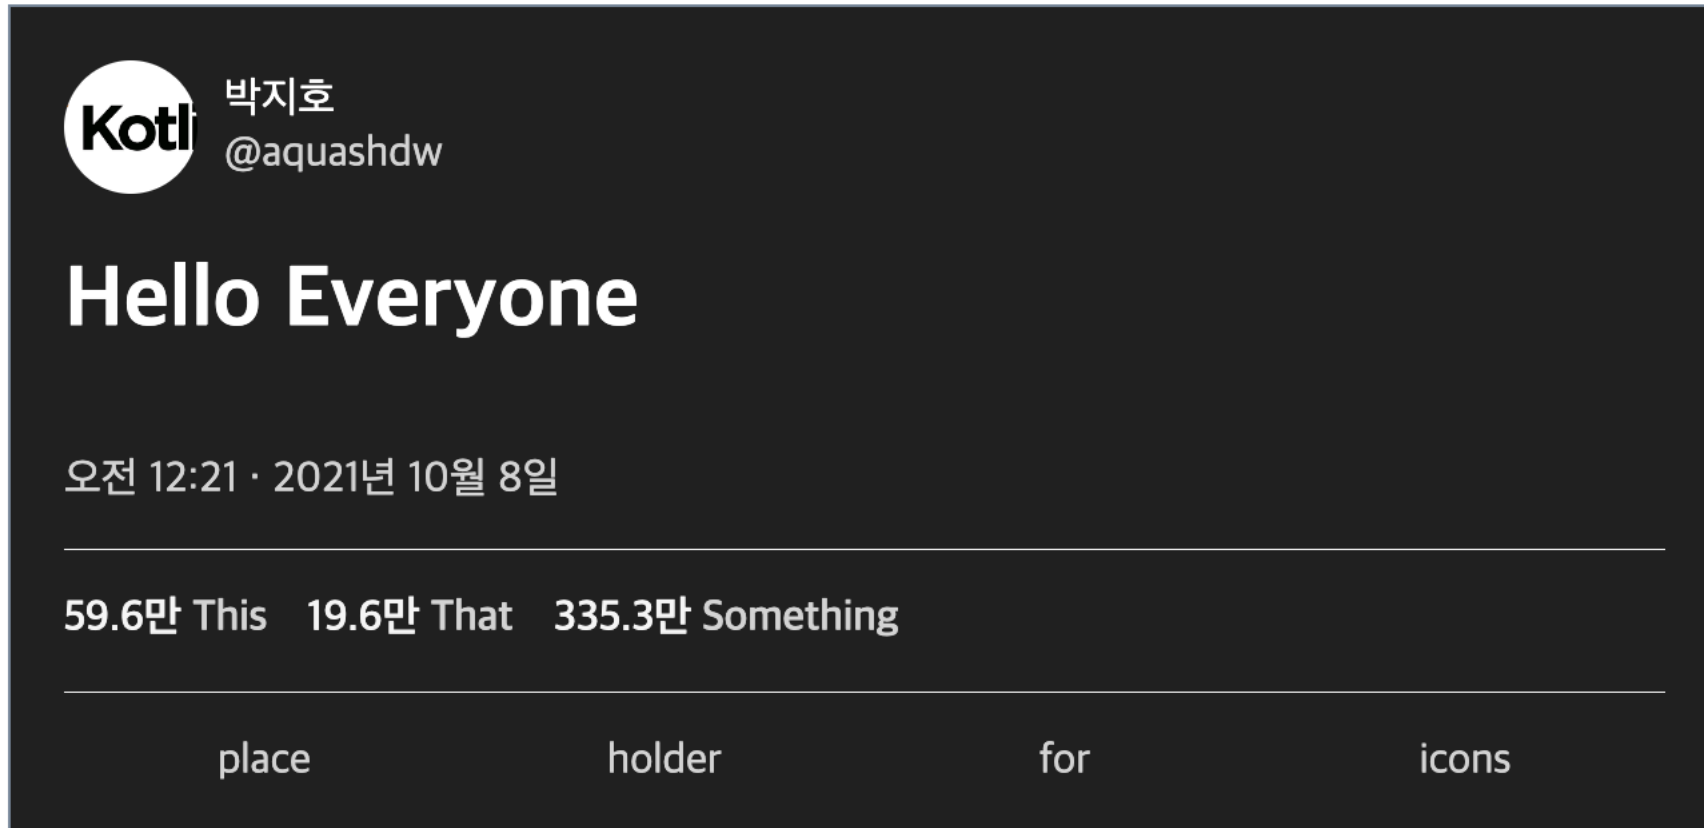 Kotli
박지호
@aquashdw
Hello Everyone
오전 12:21 · 2021년 10월 8일
59.6만 This 19.6만 That 335.3만 Something
place holder for icons